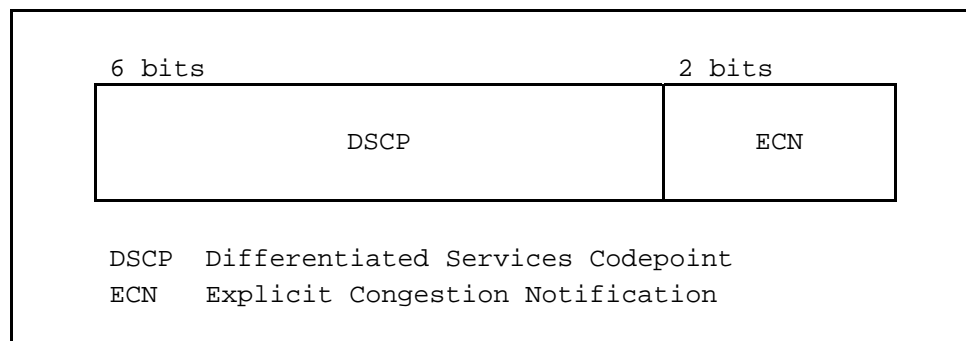 6 bits 2 bits
DSCP ECN
DSCP Differentiated Services Codepoint
ECN Explicit Congestion Notification